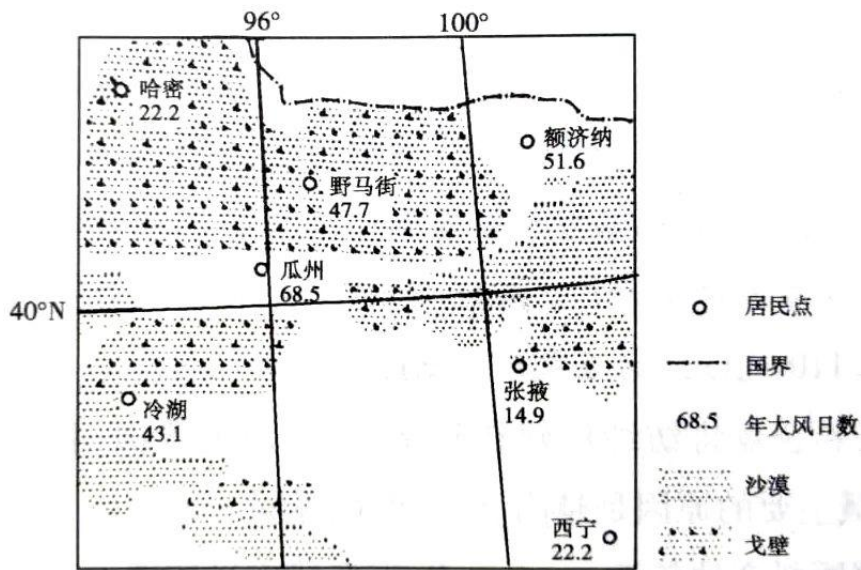 96°
100°
哈密
22.2
额济纳
51.6
野马街
47.7
瓜州
68.5
40°N
张掖
14.9
冷湖
43.1
西宁
22.2
居民点
国界
68.5 年大风日数
沙漠
戈壁